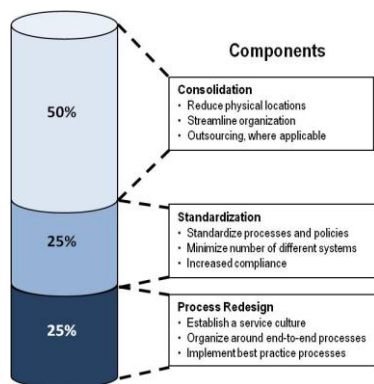 Components
50%
Consolidation
• Reduce physical locations
• Streamline organization
• Outsourcing, where applicable
25%
Standardization
• Standardize processes and policies
• Minimize number of different systems
• Increased compliance
25%
Process Redesign
• Establish a service culture
• Organize around end-to-end processes
• Implement best practice processes